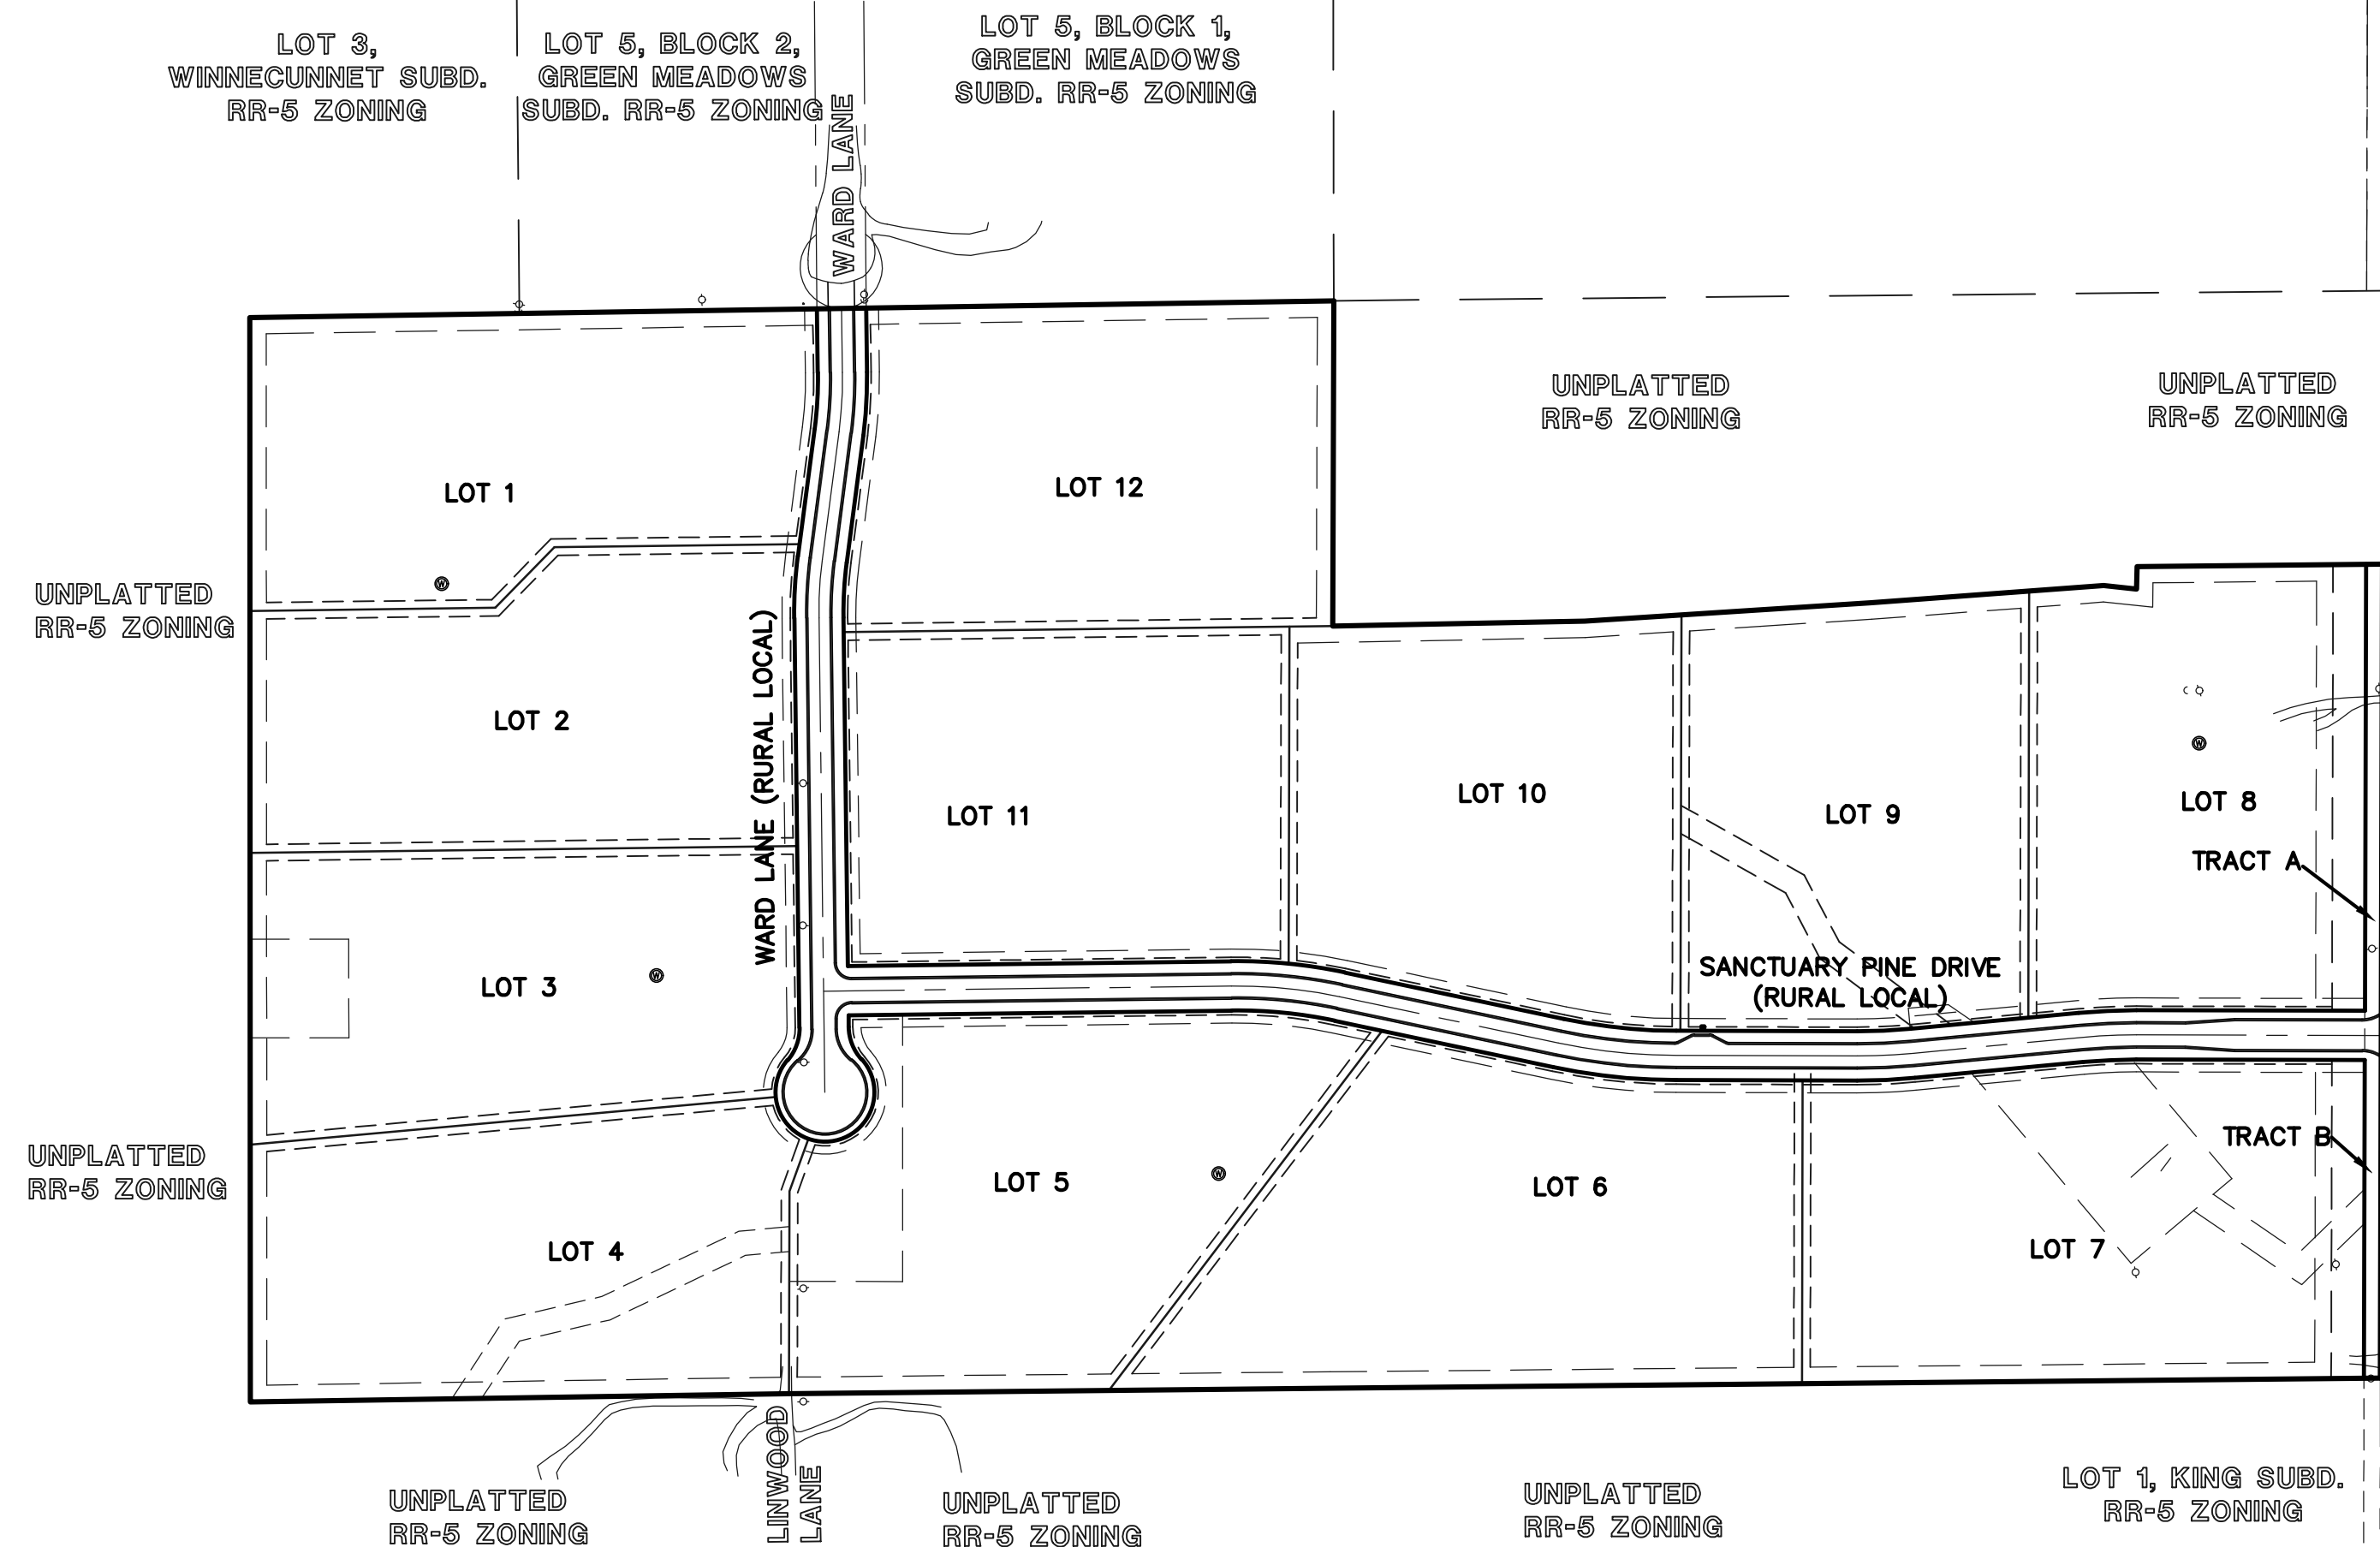 LOT 3,
WINNECUNNET SUBD.
RR-5 ZONING
LOT 5, BLOCK 2,
GREEN MEADOWS
SUBD. RR-5 ZONING
LOT 5, BLOCK 1,
GREEN MEADOWS
SUBD. RR-5 ZONING
WARD LANE
UNPLATTED
RR-5 ZONING
UNPLATTED
RR-5 ZONING
LOT 1
LOT 12
UNPLATTED
RR-5 ZONING
WARD LANE (RURAL LOCAL)
LOT 2
LOT 11
LOT 10
LOT 9
LOT 8
TRACT A
W
W
LOT 3
W
SANCTUARY PINE DRIVE
(RURAL LOCAL)
UNPLATTED
RR-5 ZONING
LOT 4
LOT 5
W
LOT 6
LOT 7
TRACT B
LINWOOD
LANE
UNPLATTED
RR-5 ZONING
UNPLATTED
RR-5 ZONING
UNPLATTED
RR-5 ZONING
LOT 1, KING SUBD.
RR-5 ZONING